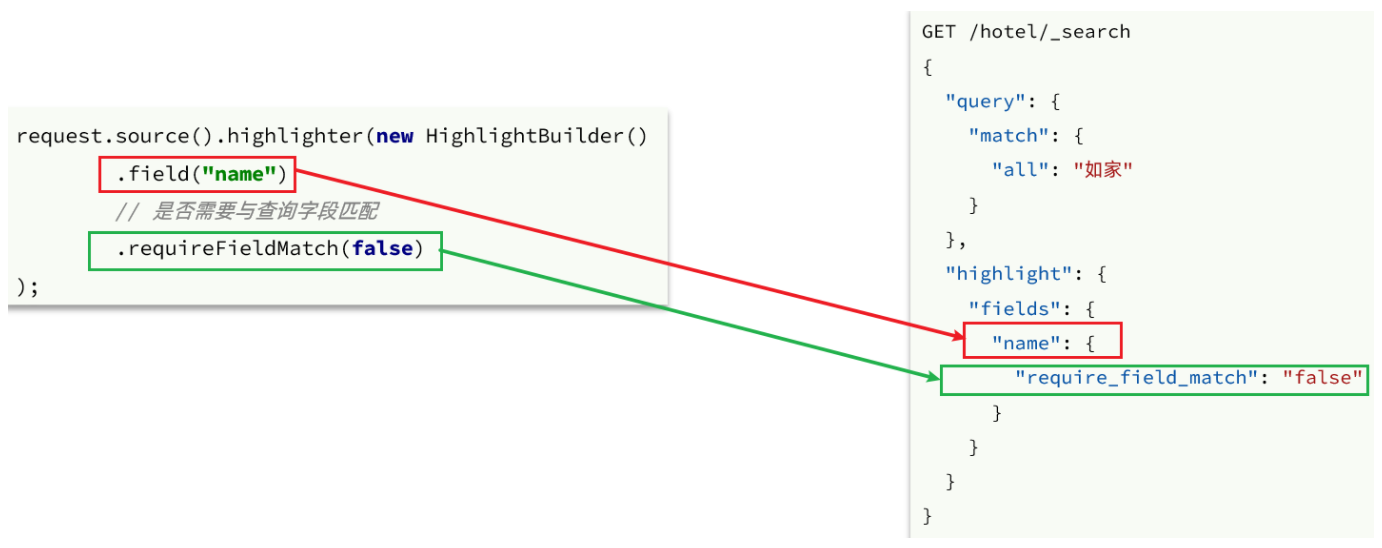 request.source().highlighter(new HighlightBuilder()
.field("name")
// 是否需要与查询字段匹配
.requireFieldMatch(false)
);
GET /hotel/_search
{
"query": {
"match": {
"all": "如家"
}
},
"highlight": {
"fields": {
"name": {
"require_field_match": "false"
}
}
}
}